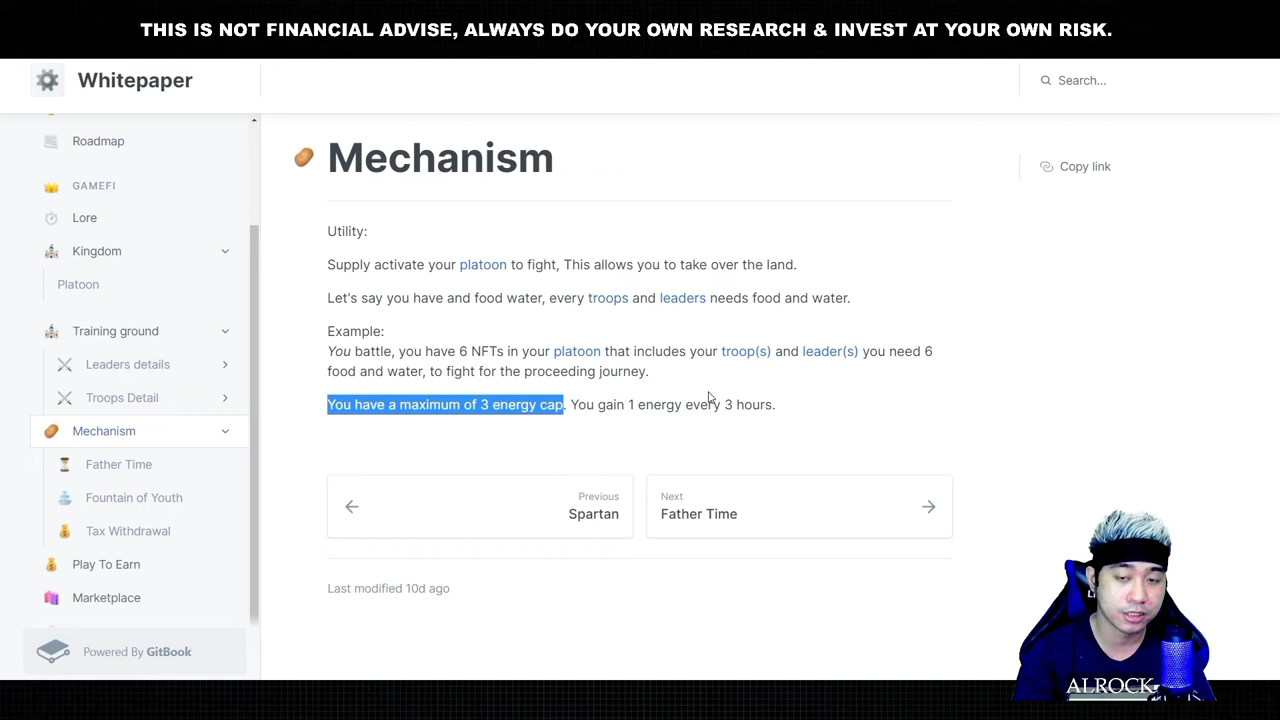 THIS IS NOT FINANCIAL ADVISE, ALWAYS DO YOUR OWN RESEARCH & INVEST AT YOUR OWN RISK.
Whitepaper
Search...
Roadmap
GAMEFI
Lore
Kingdom
Platoon
Training ground
Leaders details
Troops Detail
Mechanism
Father Time
Fountain of Youth
Tax Withdrawal
Play To Earn
Marketplace
Powered By GitBook
Mechanism
Copy link
Utility:
Supply activate your platoon to fight, This allows you to take over the land.
Let's say you have and food water, every troops and leaders needs food and water.
Example:
You battle, you have 6 NFTs in your platoon that includes your troop(s) and leader(s) you need 6
food and water, to fight for the proceeding journey.
You have a maximum of 3 energy cap. You gain 1 energy every 3 hours.
Previous
Spartan
Next
Father Time
Last modified 10d ago
ALROCK